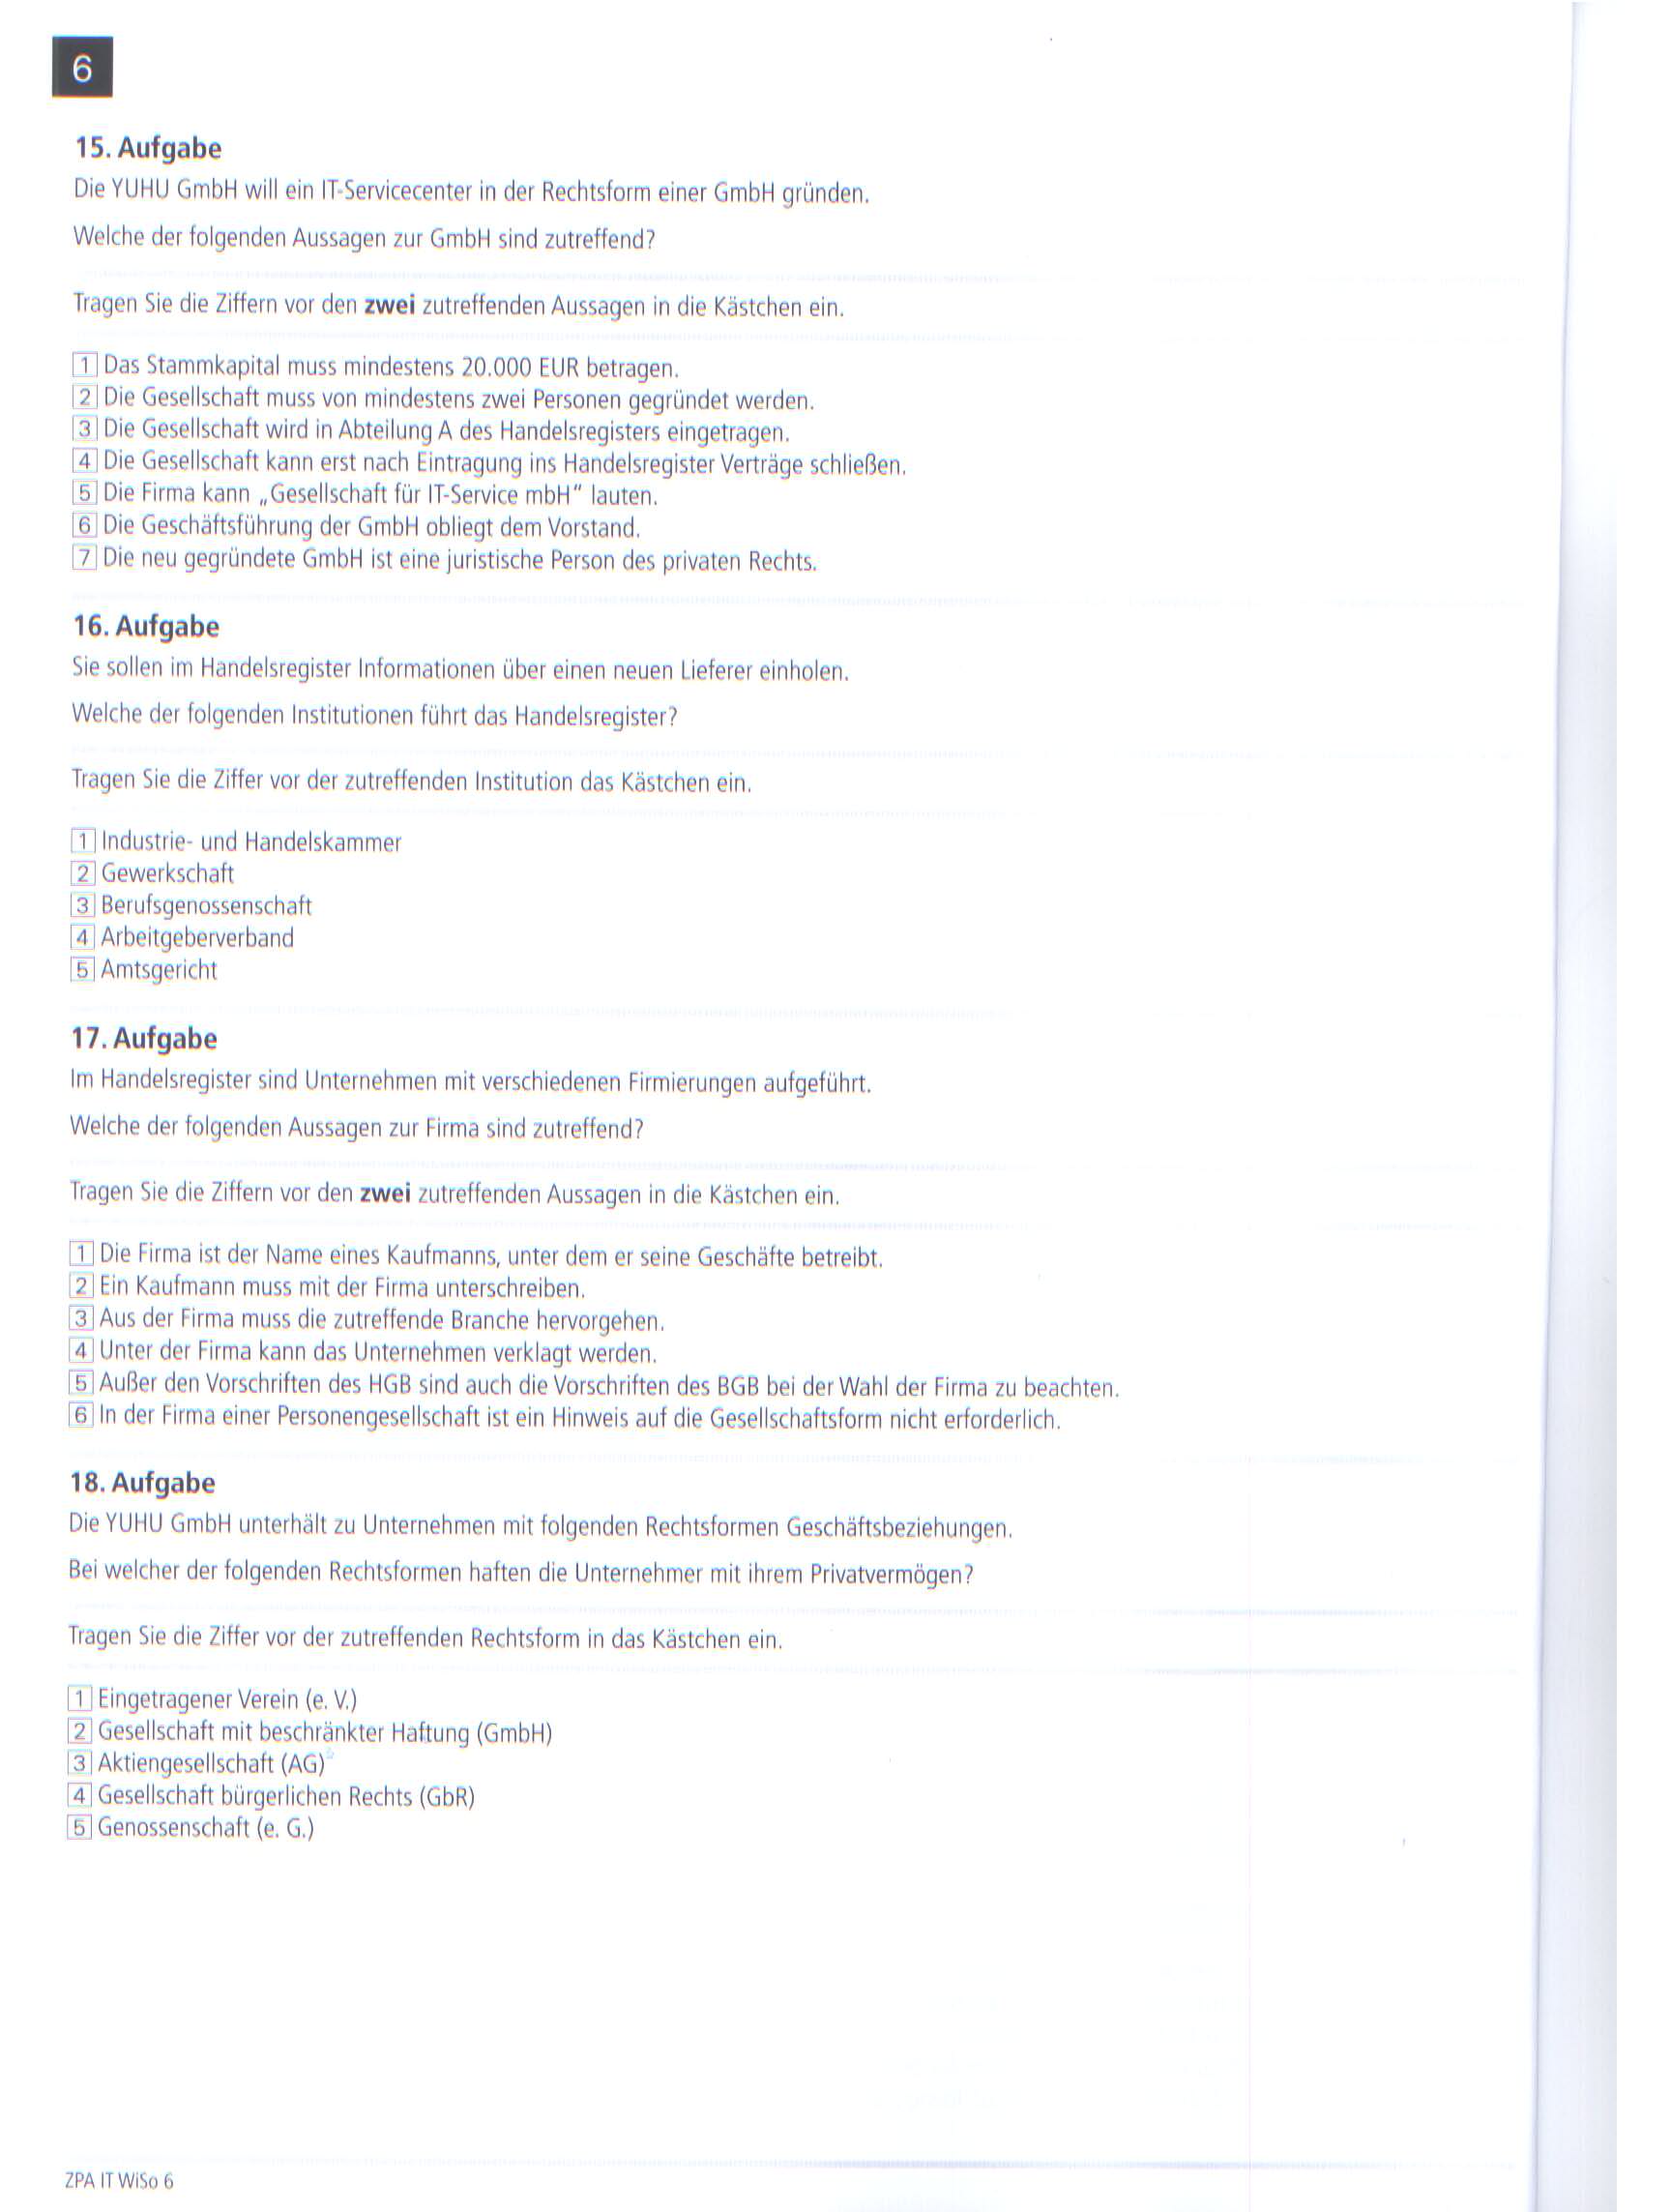 6
15. Aufgabe
Die YUHU GmbH will ein IT-Servicecenter in der Rechtsform einer GmbH gründen.
Welche der folgenden Aussagen zur GmbH sind zutreffend?
Tragen Sie die Ziffern vor den zwei zutreffenden Aussagen in die Kästchen ein.
1 Das Stammkapital muss mindestens 20.000 EUR betragen.
2 Die Gesellschaft muss von mindestens zwei Personen gegründet werden.
3 Die Gesellschaft wird in Abteilung A des Handelsregisters eingetragen.
4 Die Gesellschaft kann erst nach Eintragung ins Handelsregister Verträge schließen.
5 Die Firma kann „Gesellschaft für IT-Service mbH“ lauten.
6 Die Geschäftsführung der GmbH obliegt dem Vorstand.
7 Die neu gegründete GmbH ist eine juristische Person des privaten Rechts.
16. Aufgabe
Sie sollen im Handelsregister Informationen über einen neuen Lieferer einholen.
Welche der folgenden Institutionen führt das Handelsregister?
Tragen Sie die Ziffer vor der zutreffenden Institution das Kästchen ein.
1 Industrie- und Handelskammer
2 Gewerkschaft
3 Berufsgenossenschaft
4 Arbeitgeberverband
5 Amtsgericht
17. Aufgabe
Im Handelsregister sind Unternehmen mit verschiedenen Firmierungen aufgeführt.
Welche der folgenden Aussagen zur Firma sind zutreffend?
Tragen Sie die Ziffern vor den zwei zutreffenden Aussagen in die Kästchen ein.
1 Die Firma ist der Name eines Kaufmanns, unter dem er seine Geschäfte betreibt.
2 Ein Kaufmann muss mit der Firma unterschreiben.
3 Aus der Firma muss die zutreffende Branche hervorgehen.
4 Unter der Firma kann das Unternehmen verklagt werden.
5 Außer den Vorschriften des HGB sind auch die Vorschriften des BGB bei der Wahl der Firma zu beachten.
6 In der Firma einer Personengesellschaft ist ein Hinweis auf die Gesellschaftsform nicht erforderlich.
18. Aufgabe
Die YUHU GmbH unterhält zu Unternehmen mit folgenden Rechtsformen Geschäftsbeziehungen.
Bei welcher der folgenden Rechtsformen haften die Unternehmer mit ihrem Privatvermögen?
Tragen Sie die Ziffer vor der zutreffenden Rechtsform in das Kästchen ein.
1 Eingetragener Verein (e. V.)
2 Gesellschaft mit beschränkter Haftung (GmbH)
3 Aktiengesellschaft (AG)
4 Gesellschaft bürgerlichen Rechts (GbR)
5 Genossenschaft (e. G.)
ZPA IT WiSo 6